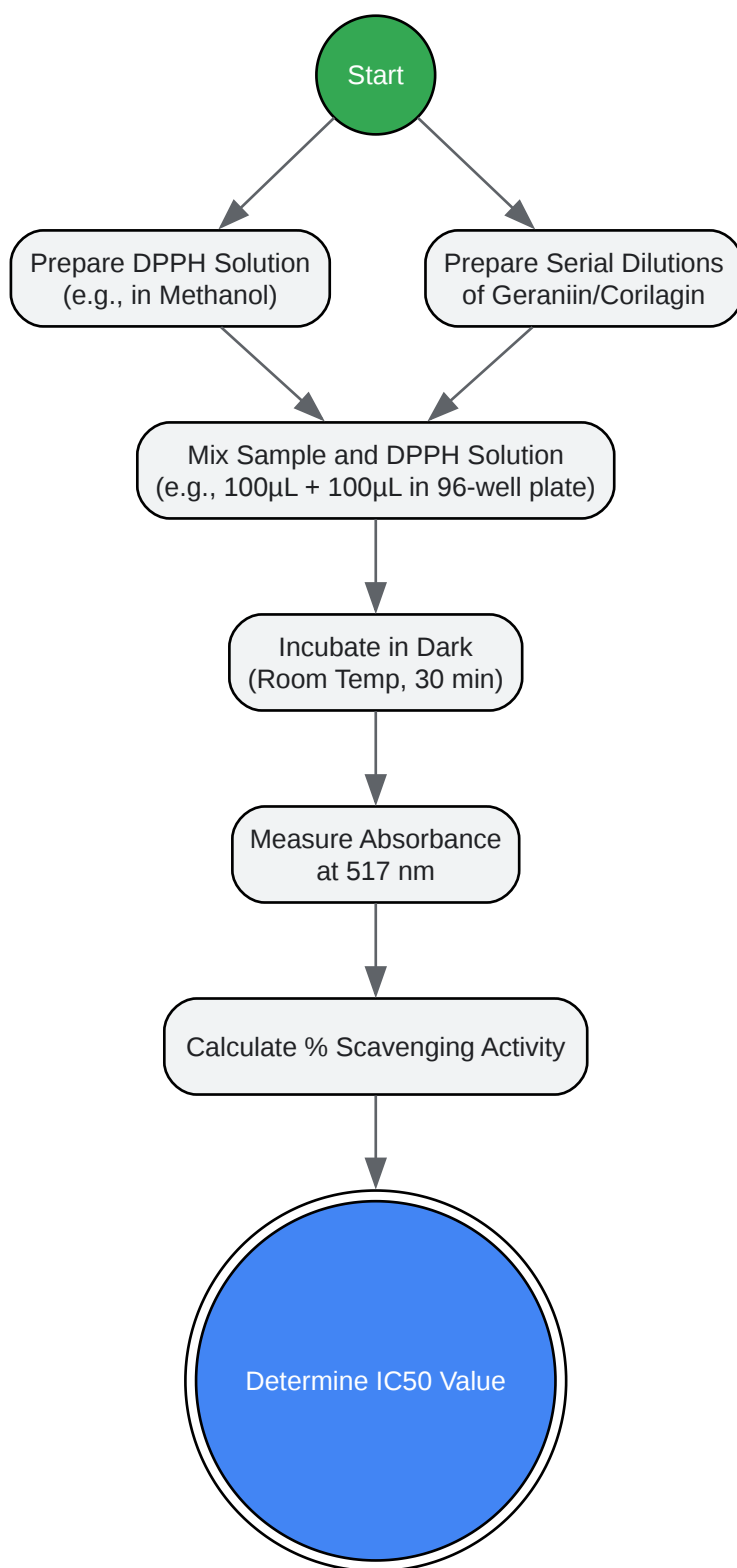 Start
Prepare DPPH Solution
(e.g., in Methanol)
Prepare Serial Dilutions
of Geraniin/Corilagin
Mix Sample and DPPH Solution
(e.g., 100µL + 100µL in 96-well plate)
Incubate in Dark
(Room Temp, 30 min)
Measure Absorbance
at 517 nm
Calculate % Scavenging Activity
Determine IC50 Value